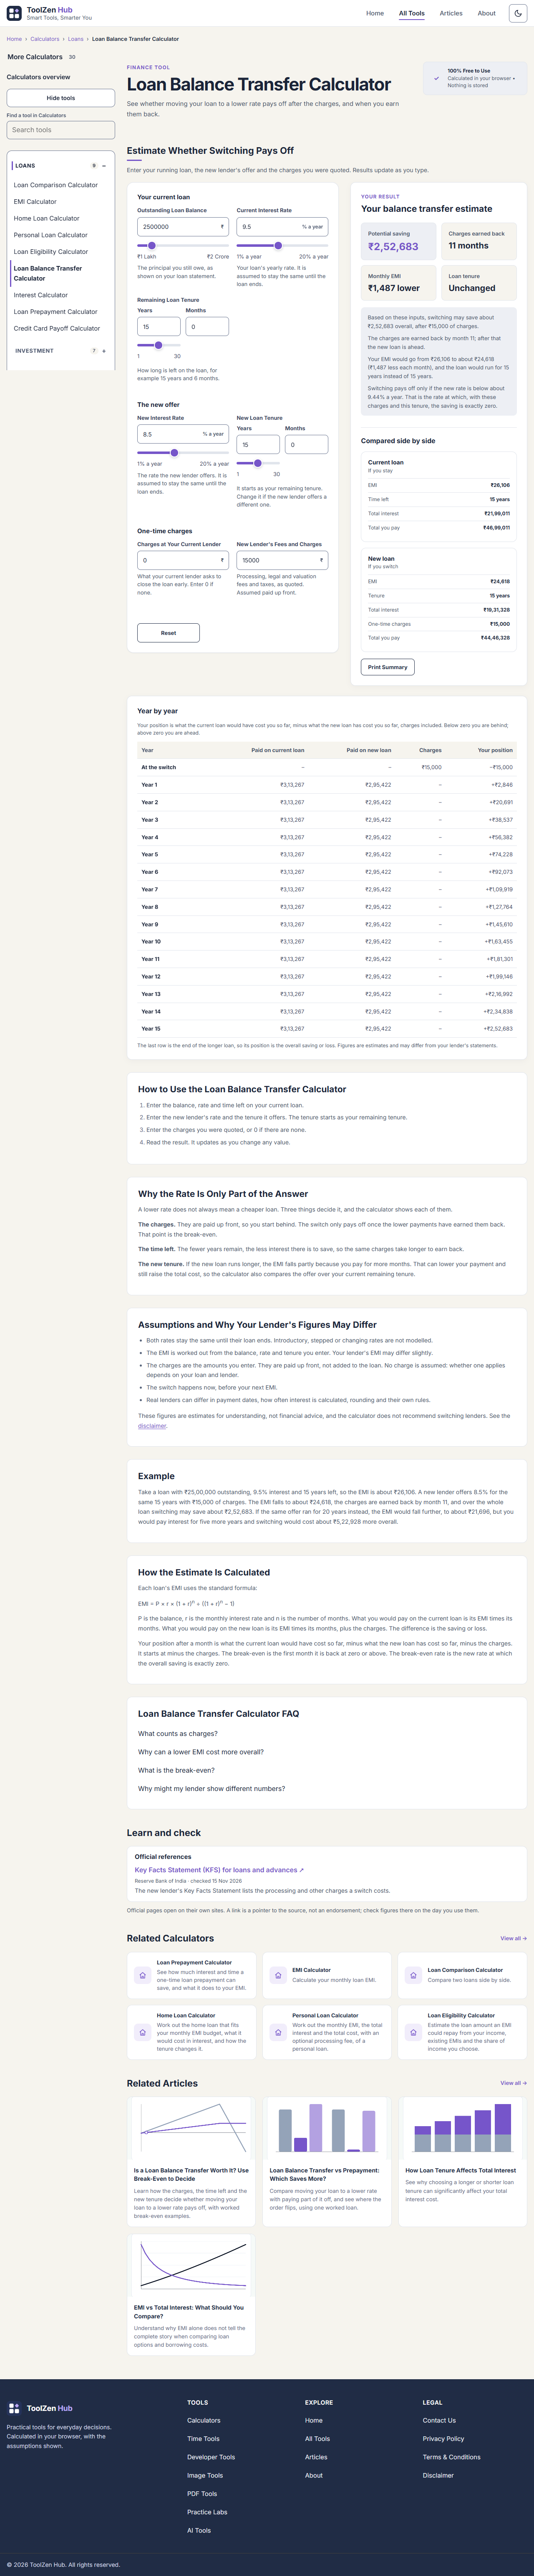 ToolZen Hub
Smart Tools, Smarter You
Home
All Tools
Articles
About
Home › Calculators › Loans › Loan Balance Transfer Calculator
More Calculators 30
Calculators overview
Hide tools
Find a tool in Calculators
Search tools
LOANS 9 −
Loan Comparison Calculator
EMI Calculator
Home Loan Calculator
Personal Loan Calculator
Loan Eligibility Calculator
Loan Balance Transfer
Calculator
Interest Calculator
Loan Prepayment Calculator
Credit Card Payoff Calculator
INVESTMENT 7 +
FINANCE TOOL
Loan Balance Transfer Calculator
See whether moving your loan to a lower rate pays off after the charges, and when you earn
them back.
✓
100% Free to Use
Calculated in your browser •
Nothing is stored
Estimate Whether Switching Pays Off
Enter your running loan, the new lender's offer and the charges you were quoted. Results update as you type.
Your current loan
Outstanding Loan Balance
2500000 ₹
₹1 Lakh ₹2 Crore
The principal you still owe, as
shown on your loan statement.
Current Interest Rate
9.5 % a year
1% a year 20% a year
Your loan's yearly rate. It is
assumed to stay the same until the
loan ends.
Remaining Loan Tenure
Years Months
15 0
1 30
How long is left on the loan, for
example 15 years and 6 months.
The new offer
New Interest Rate
8.5 % a year
1% a year 20% a year
The rate the new lender offers. It is
assumed to stay the same until the
loan ends.
New Loan Tenure
Years Months
15 0
1 30
It starts as your remaining tenure.
Change it if the new lender offers a
different one.
One-time charges
Charges at Your Current Lender
0 ₹
What your current lender asks to
close the loan early. Enter 0 if
none.
New Lender's Fees and Charges
15000 ₹
Processing, legal and valuation
fees and taxes, as quoted.
Assumed paid up front.
Reset
YOUR RESULT
Your balance transfer estimate
Potential saving
₹2,52,683
Charges earned back
11 months
Monthly EMI
₹1,487 lower
Loan tenure
Unchanged
Based on these inputs, switching may save about
₹2,52,683 overall, after ₹15,000 of charges.
The charges are earned back by month 11; after that
the new loan is ahead.
Your EMI would go from ₹26,106 to about ₹24,618
(₹1,487 less each month), and the loan would run for 15
years instead of 15 years.
Switching pays off only if the new rate is below about
9.44% a year. That is the rate at which, with these
charges and this tenure, the saving is exactly zero.
Compared side by side
Current loan
If you stay
EMI ₹26,106
Time left 15 years
Total interest ₹21,99,011
Total you pay ₹46,99,011
New loan
If you switch
EMI ₹24,618
Tenure 15 years
Total interest ₹19,31,328
One-time charges ₹15,000
Total you pay ₹44,46,328
Print Summary
Year by year
Your position is what the current loan would have cost you so far, minus what the new loan has cost you so far, charges included. Below zero you are behind;
above zero you are ahead.
Year Paid on current loan Paid on new loan Charges Your position
At the switch – – ₹15,000 −₹15,000
Year 1 ₹3,13,267 ₹2,95,422 – +₹2,846
Year 2 ₹3,13,267 ₹2,95,422 – +₹20,691
Year 3 ₹3,13,267 ₹2,95,422 – +₹38,537
Year 4 ₹3,13,267 ₹2,95,422 – +₹56,382
Year 5 ₹3,13,267 ₹2,95,422 – +₹74,228
Year 6 ₹3,13,267 ₹2,95,422 – +₹92,073
Year 7 ₹3,13,267 ₹2,95,422 – +₹1,09,919
Year 8 ₹3,13,267 ₹2,95,422 – +₹1,27,764
Year 9 ₹3,13,267 ₹2,95,422 – +₹1,45,610
Year 10 ₹3,13,267 ₹2,95,422 – +₹1,63,455
Year 11 ₹3,13,267 ₹2,95,422 – +₹1,81,301
Year 12 ₹3,13,267 ₹2,95,422 – +₹1,99,146
Year 13 ₹3,13,267 ₹2,95,422 – +₹2,16,992
Year 14 ₹3,13,267 ₹2,95,422 – +₹2,34,838
Year 15 ₹3,13,267 ₹2,95,422 – +₹2,52,683
The last row is the end of the longer loan, so its position is the overall saving or loss. Figures are estimates and may differ from your lender's statements.
How to Use the Loan Balance Transfer Calculator
1. Enter the balance, rate and time left on your current loan.
2. Enter the new lender's rate and the tenure it offers. The tenure starts as your remaining tenure.
3. Enter the charges you were quoted, or 0 if there are none.
4. Read the result. It updates as you change any value.
Why the Rate Is Only Part of the Answer
A lower rate does not always mean a cheaper loan. Three things decide it, and the calculator shows each of them.
The charges. They are paid up front, so you start behind. The switch only pays off once the lower payments have earned them back.
That point is the break-even.
The time left. The fewer years remain, the less interest there is to save, so the same charges take longer to earn back.
The new tenure. If the new loan runs longer, the EMI falls partly because you pay for more months. That can lower your payment and
still raise the total cost, so the calculator also compares the offer over your current remaining tenure.
Assumptions and Why Your Lender's Figures May Differ
• Both rates stay the same until their loan ends. Introductory, stepped or changing rates are not modelled.
• The EMI is worked out from the balance, rate and tenure you enter. Your lender's EMI may differ slightly.
• The charges are the amounts you enter. They are paid up front, not added to the loan. No charge is assumed: whether one applies
depends on your loan and lender.
• The switch happens now, before your next EMI.
• Real lenders can differ in payment dates, how often interest is calculated, rounding and their own rules.
These figures are estimates for understanding, not financial advice, and the calculator does not recommend switching lenders. See the
disclaimer.
Example
Take a loan with ₹25,00,000 outstanding, 9.5% interest and 15 years left, so the EMI is about ₹26,106. A new lender offers 8.5% for the
same 15 years with ₹15,000 of charges. The EMI falls to about ₹24,618, the charges are earned back by month 11, and over the whole
loan switching may save about ₹2,52,683. If the same offer ran for 20 years instead, the EMI would fall further, to about ₹21,696, but you
would pay interest for five more years and switching would cost about ₹5,22,928 more overall.
How the Estimate Is Calculated
Each loan's EMI uses the standard formula:
EMI = P × r × (1 + r)ⁿ ÷ ((1 + r)ⁿ − 1)
P is the balance, r is the monthly interest rate and n is the number of months. What you would pay on the current loan is its EMI times its
months. What you would pay on the new loan is its EMI times its months, plus the charges. The difference is the saving or loss.
Your position after a month is what the current loan would have cost so far, minus what the new loan has cost so far, minus the charges.
It starts at minus the charges. The break-even is the first month it is back at zero or above. The break-even rate is the new rate at which
the overall saving is exactly zero.
Loan Balance Transfer Calculator FAQ
What counts as charges?
Why can a lower EMI cost more overall?
What is the break-even?
Why might my lender show different numbers?
Learn and check
Official references
Key Facts Statement (KFS) for loans and advances ↗
Reserve Bank of India · checked 15 Nov 2026
The new lender's Key Facts Statement lists the processing and other charges a switch costs.
Official pages open on their own sites. A link is a pointer to the source, not an endorsement; check figures there on the day you use them.
Related Calculators
View all →
Loan Prepayment Calculator
See how much interest and time a
one-time loan prepayment can
save, and what it does to your EMI.
EMI Calculator
Calculate your monthly loan EMI.
Loan Comparison Calculator
Compare two loans side by side.
Home Loan Calculator
Work out the home loan that fits
your monthly EMI budget, what it
would cost in interest, and how the
tenure changes it.
Personal Loan Calculator
Work out the monthly EMI, the total
interest and the total cost, with an
optional processing fee, of a
personal loan.
Loan Eligibility Calculator
Estimate the loan amount an EMI
could repay from your income,
existing EMIs and the share of
income you choose.
Related Articles
View all →
Is a Loan Balance Transfer Worth It? Use
Break-Even to Decide
Learn how the charges, the time left and the
new tenure decide whether moving your
loan to a lower rate pays off, with worked
break-even examples.
Loan Balance Transfer vs Prepayment:
Which Saves More?
Compare moving your loan to a lower rate
with paying part of it off, and see where the
order flips, using one worked loan.
How Loan Tenure Affects Total Interest
See why choosing a longer or shorter loan
tenure can significantly affect your total
interest cost.
EMI vs Total Interest: What Should You
Compare?
Understand why EMI alone does not tell the
complete story when comparing loan
options and borrowing costs.
ToolZen Hub
Practical tools for everyday decisions.
Calculated in your browser, with the
assumptions shown.
TOOLS
Calculators
Time Tools
Developer Tools
Image Tools
PDF Tools
Practice Labs
AI Tools
EXPLORE
Home
All Tools
Articles
About
LEGAL
Contact Us
Privacy Policy
Terms & Conditions
Disclaimer
© 2026 ToolZen Hub. All rights reserved.